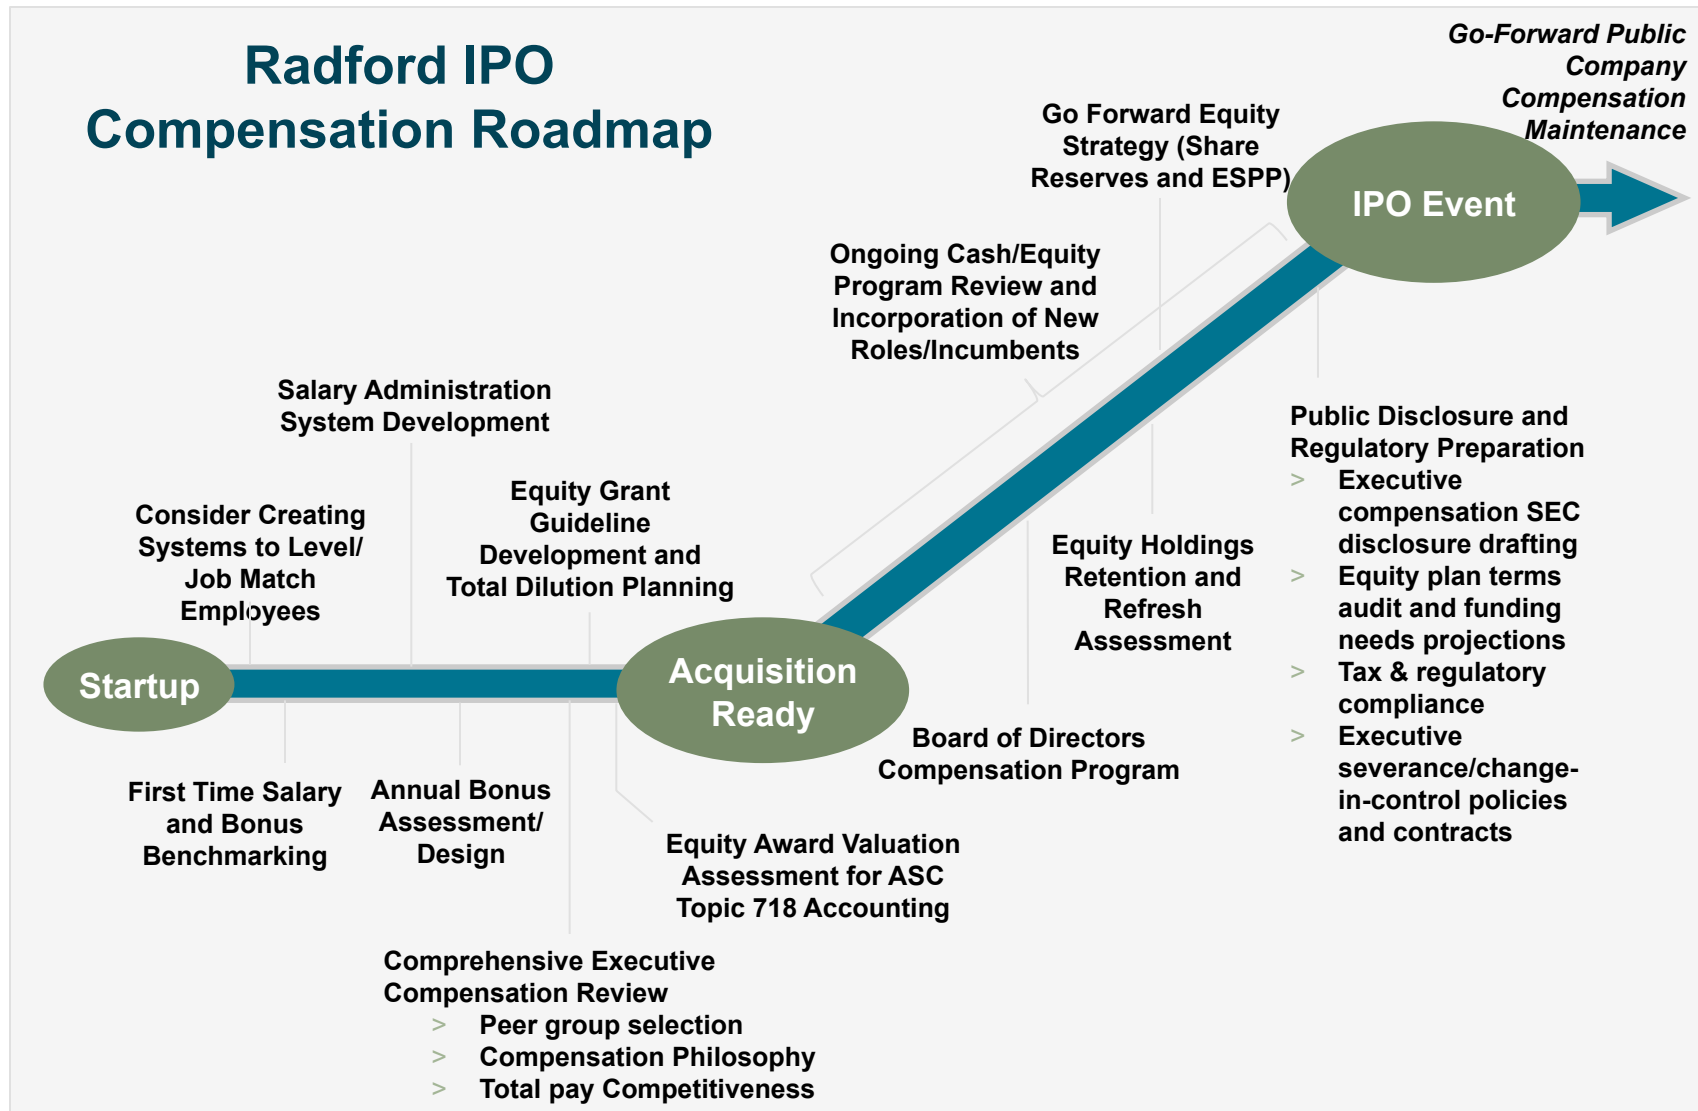 Radford IPO
Compensation Roadmap
Go-Forward Public
Company
Compensation
Maintenance
Go Forward Equity
Strategy (Share
Reserves and ESPP)
IPO Event
Ongoing Cash/Equity
Program Review and
Incorporation of New
Roles/Incumbents
Salary Administration
System Development
Equity Grant
Guideline
Development and
Total Dilution Planning
Consider Creating
Systems to Level/
Job Match
Employees
Startup
Acquisition
Ready
First Time Salary
and Bonus
Benchmarking
Annual Bonus
Assessment/
Design
Equity Award Valuation
Assessment for ASC
Topic 718 Accounting
Comprehensive Executive
Compensation Review
> Peer group selection
> Compensation Philosophy
> Total pay Competitiveness
Board of Directors
Compensation Program
Equity Holdings
Retention and
Refresh
Assessment
Public Disclosure and
Regulatory Preparation
> Executive
compensation SEC
disclosure drafting
> Equity plan terms
audit and funding
needs projections
> Tax & regulatory
compliance
> Executive
severance/change-
in-control policies
and contracts